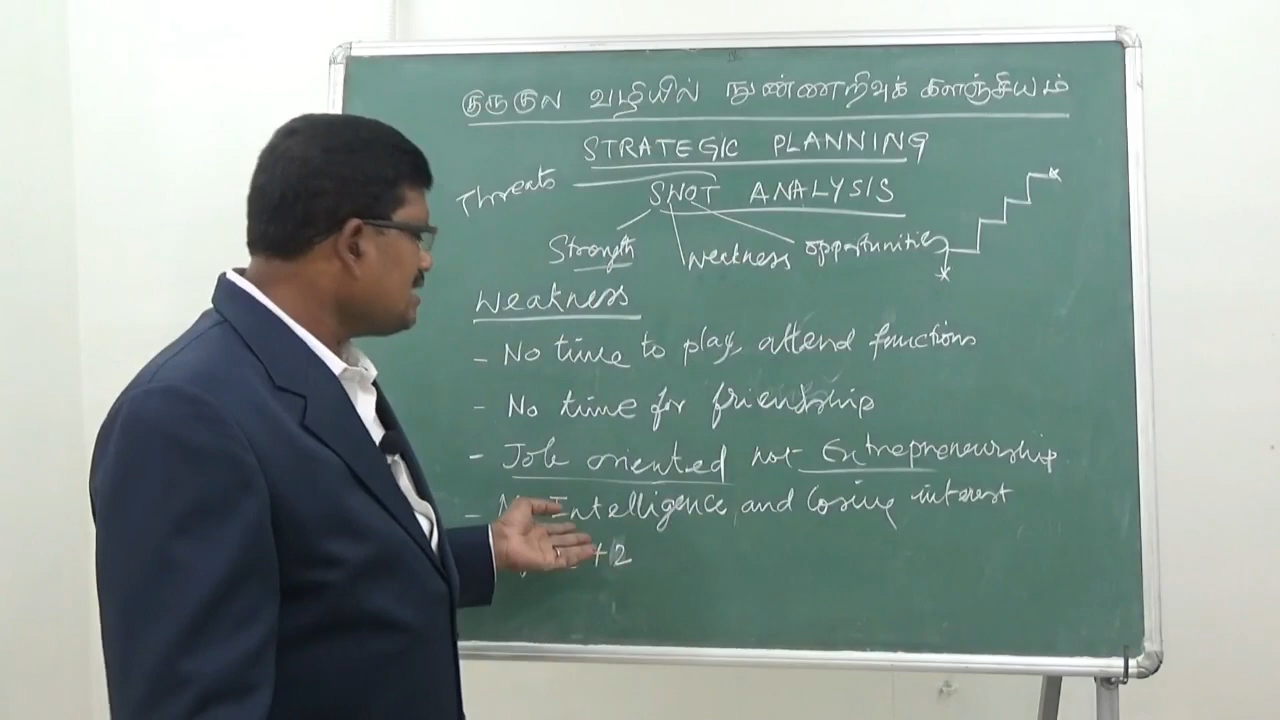 குருகுல வழியில் நுண்ணறிவுக் களஞ்சியம்
STRATEGIC PLANNING
Threats SWOT ANALYSIS
Strength weakness opportunities
Weakness
- No time to play, attend functions
- No time for friendship
- Job oriented not Entrepreneurship
- Intelligence and Losing interest
+2